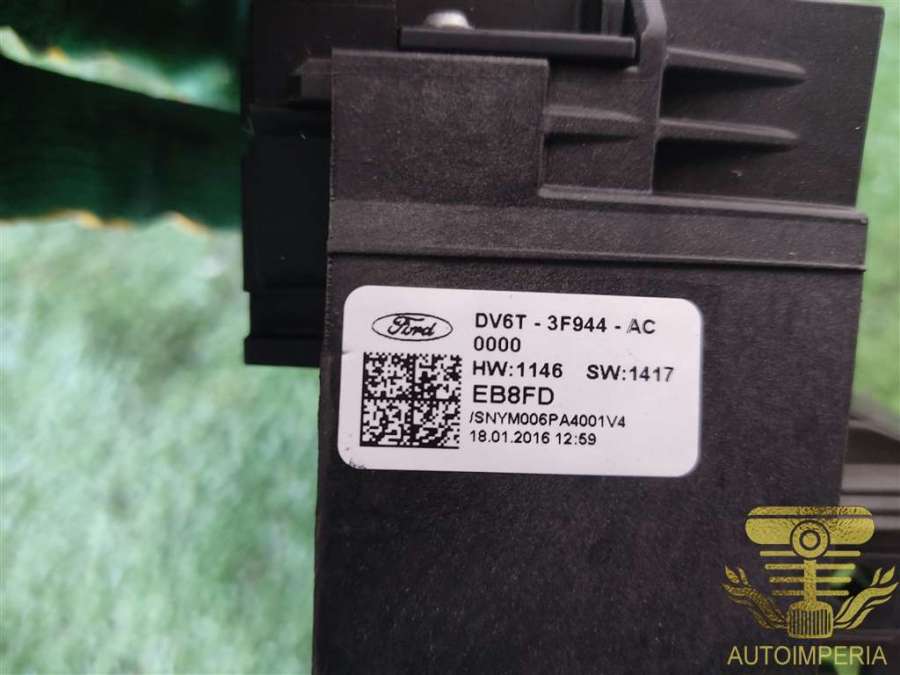 Ford
DV6T - 3F944 - AC
0000
HW:1146 SW:1417
EB8FD
/SNYM006PA4001V4
18.01.2016 12:59
AUTOIMPERIA